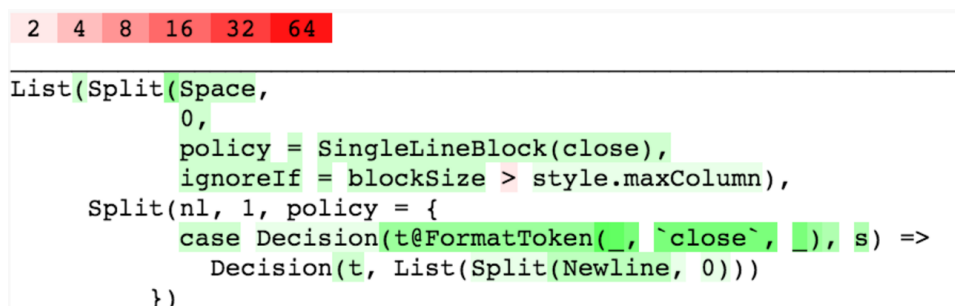 2 4 8 16 32 64
List(Split(Space,
0,
policy = SingleLineBlock(close),
ignoreIf = blockSize > style.maxColumn),
Split(nl, 1, policy = {
case Decision(t@FormatToken(_, `close`, _), s) =>
Decision(t, List(Split(Newline, 0)))
})